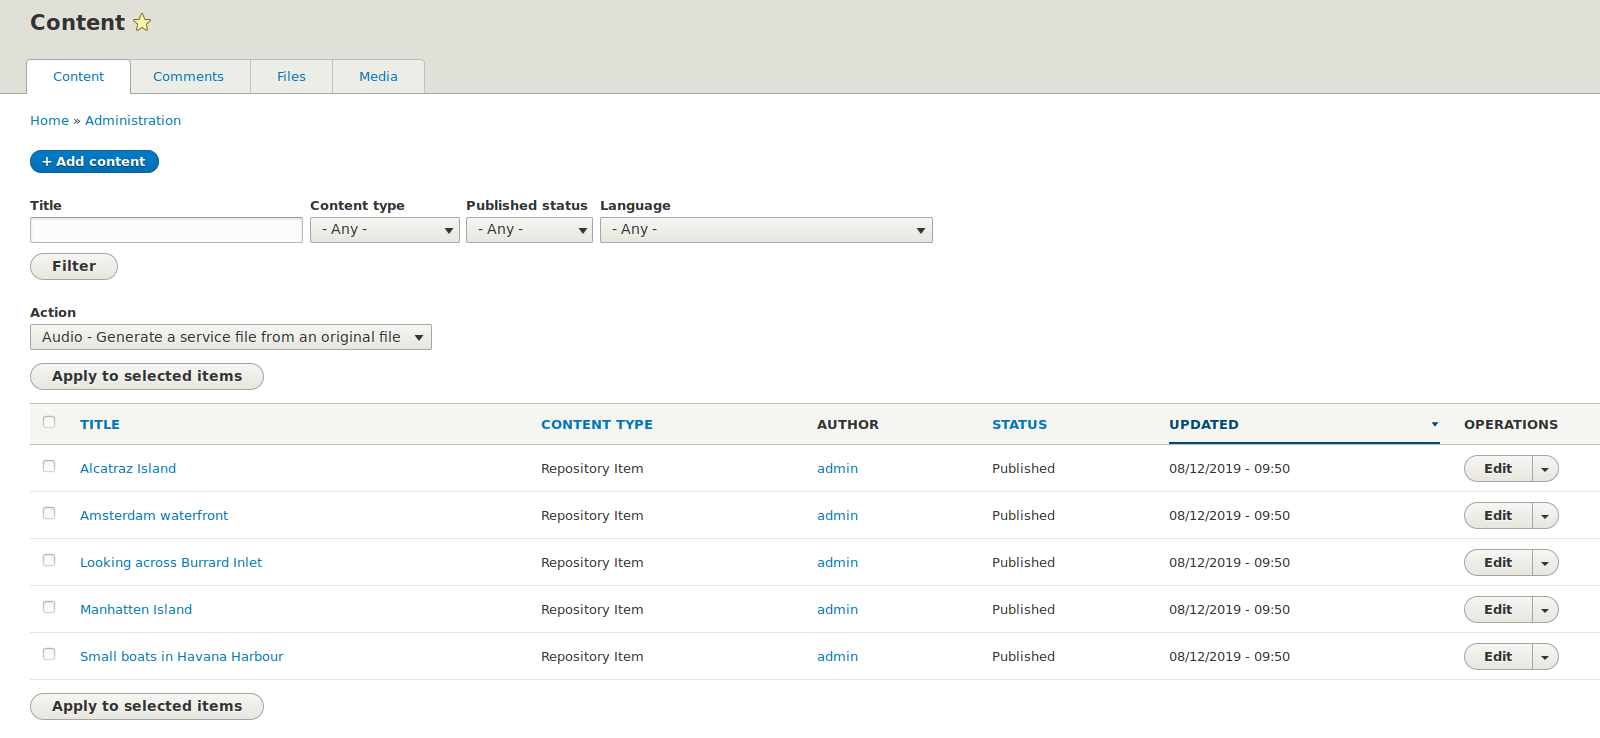 Content
Content Comments Files Media
Home » Administration
+ Add content
Title Content type Published status Language
- Any - - Any - - Any -
Filter
Action
Audio - Generate a service file from an original file
Apply to selected items
TITLE CONTENT TYPE AUTHOR STATUS UPDATED OPERATIONS
Alcatraz Island Repository Item admin Published 08/12/2019 - 09:50 Edit
Amsterdam waterfront Repository Item admin Published 08/12/2019 - 09:50 Edit
Looking across Burrard Inlet Repository Item admin Published 08/12/2019 - 09:50 Edit
Manhatten Island Repository Item admin Published 08/12/2019 - 09:50 Edit
Small boats in Havana Harbour Repository Item admin Published 08/12/2019 - 09:50 Edit
Apply to selected items